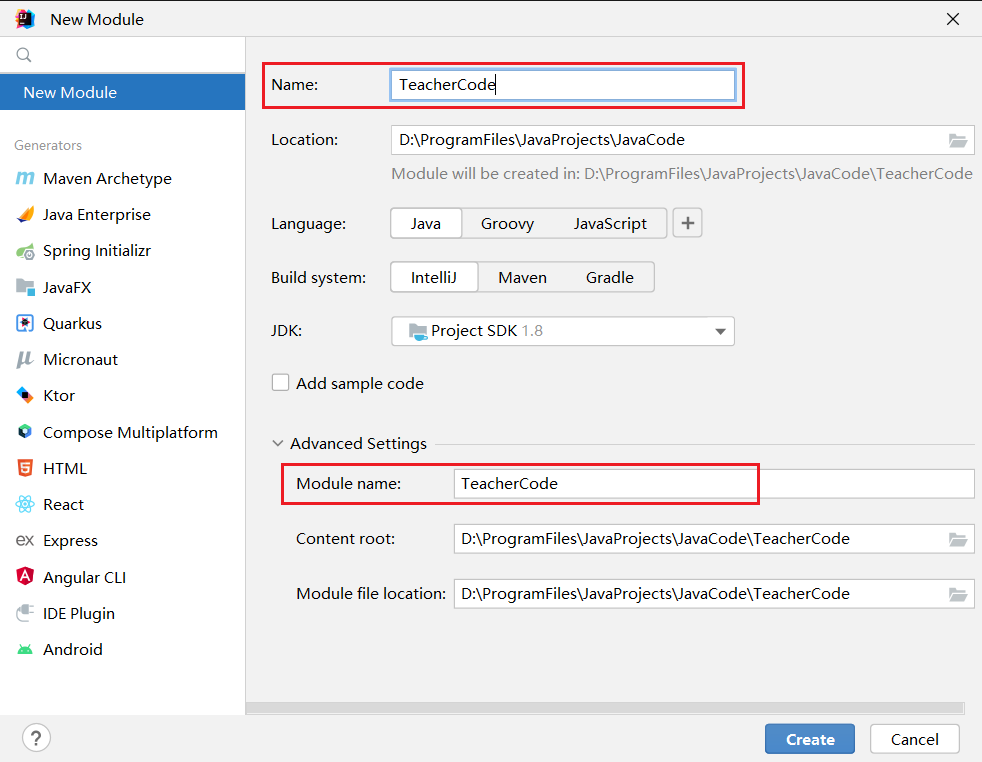 New Module
New Module
Generators
Maven Archetype
Java Enterprise
Spring Initializr
JavaFX
Quarkus
Micronaut
Ktor
Compose Multiplatform
HTML
React
Express
Angular CLI
IDE Plugin
Android
Name: TeacherCode
Location: D:\ProgramFiles\JavaProjects\JavaCode
Module will be created in: D:\ProgramFiles\JavaProjects\JavaCode\TeacherCode
Language: Java Groovy JavaScript +
Build system: IntelliJ Maven Gradle
JDK: Project SDK 1.8
Add sample code
Advanced Settings
Module name: TeacherCode
Content root: D:\ProgramFiles\JavaProjects\JavaCode\TeacherCode
Module file location: D:\ProgramFiles\JavaProjects\JavaCode\TeacherCode
? Create Cancel